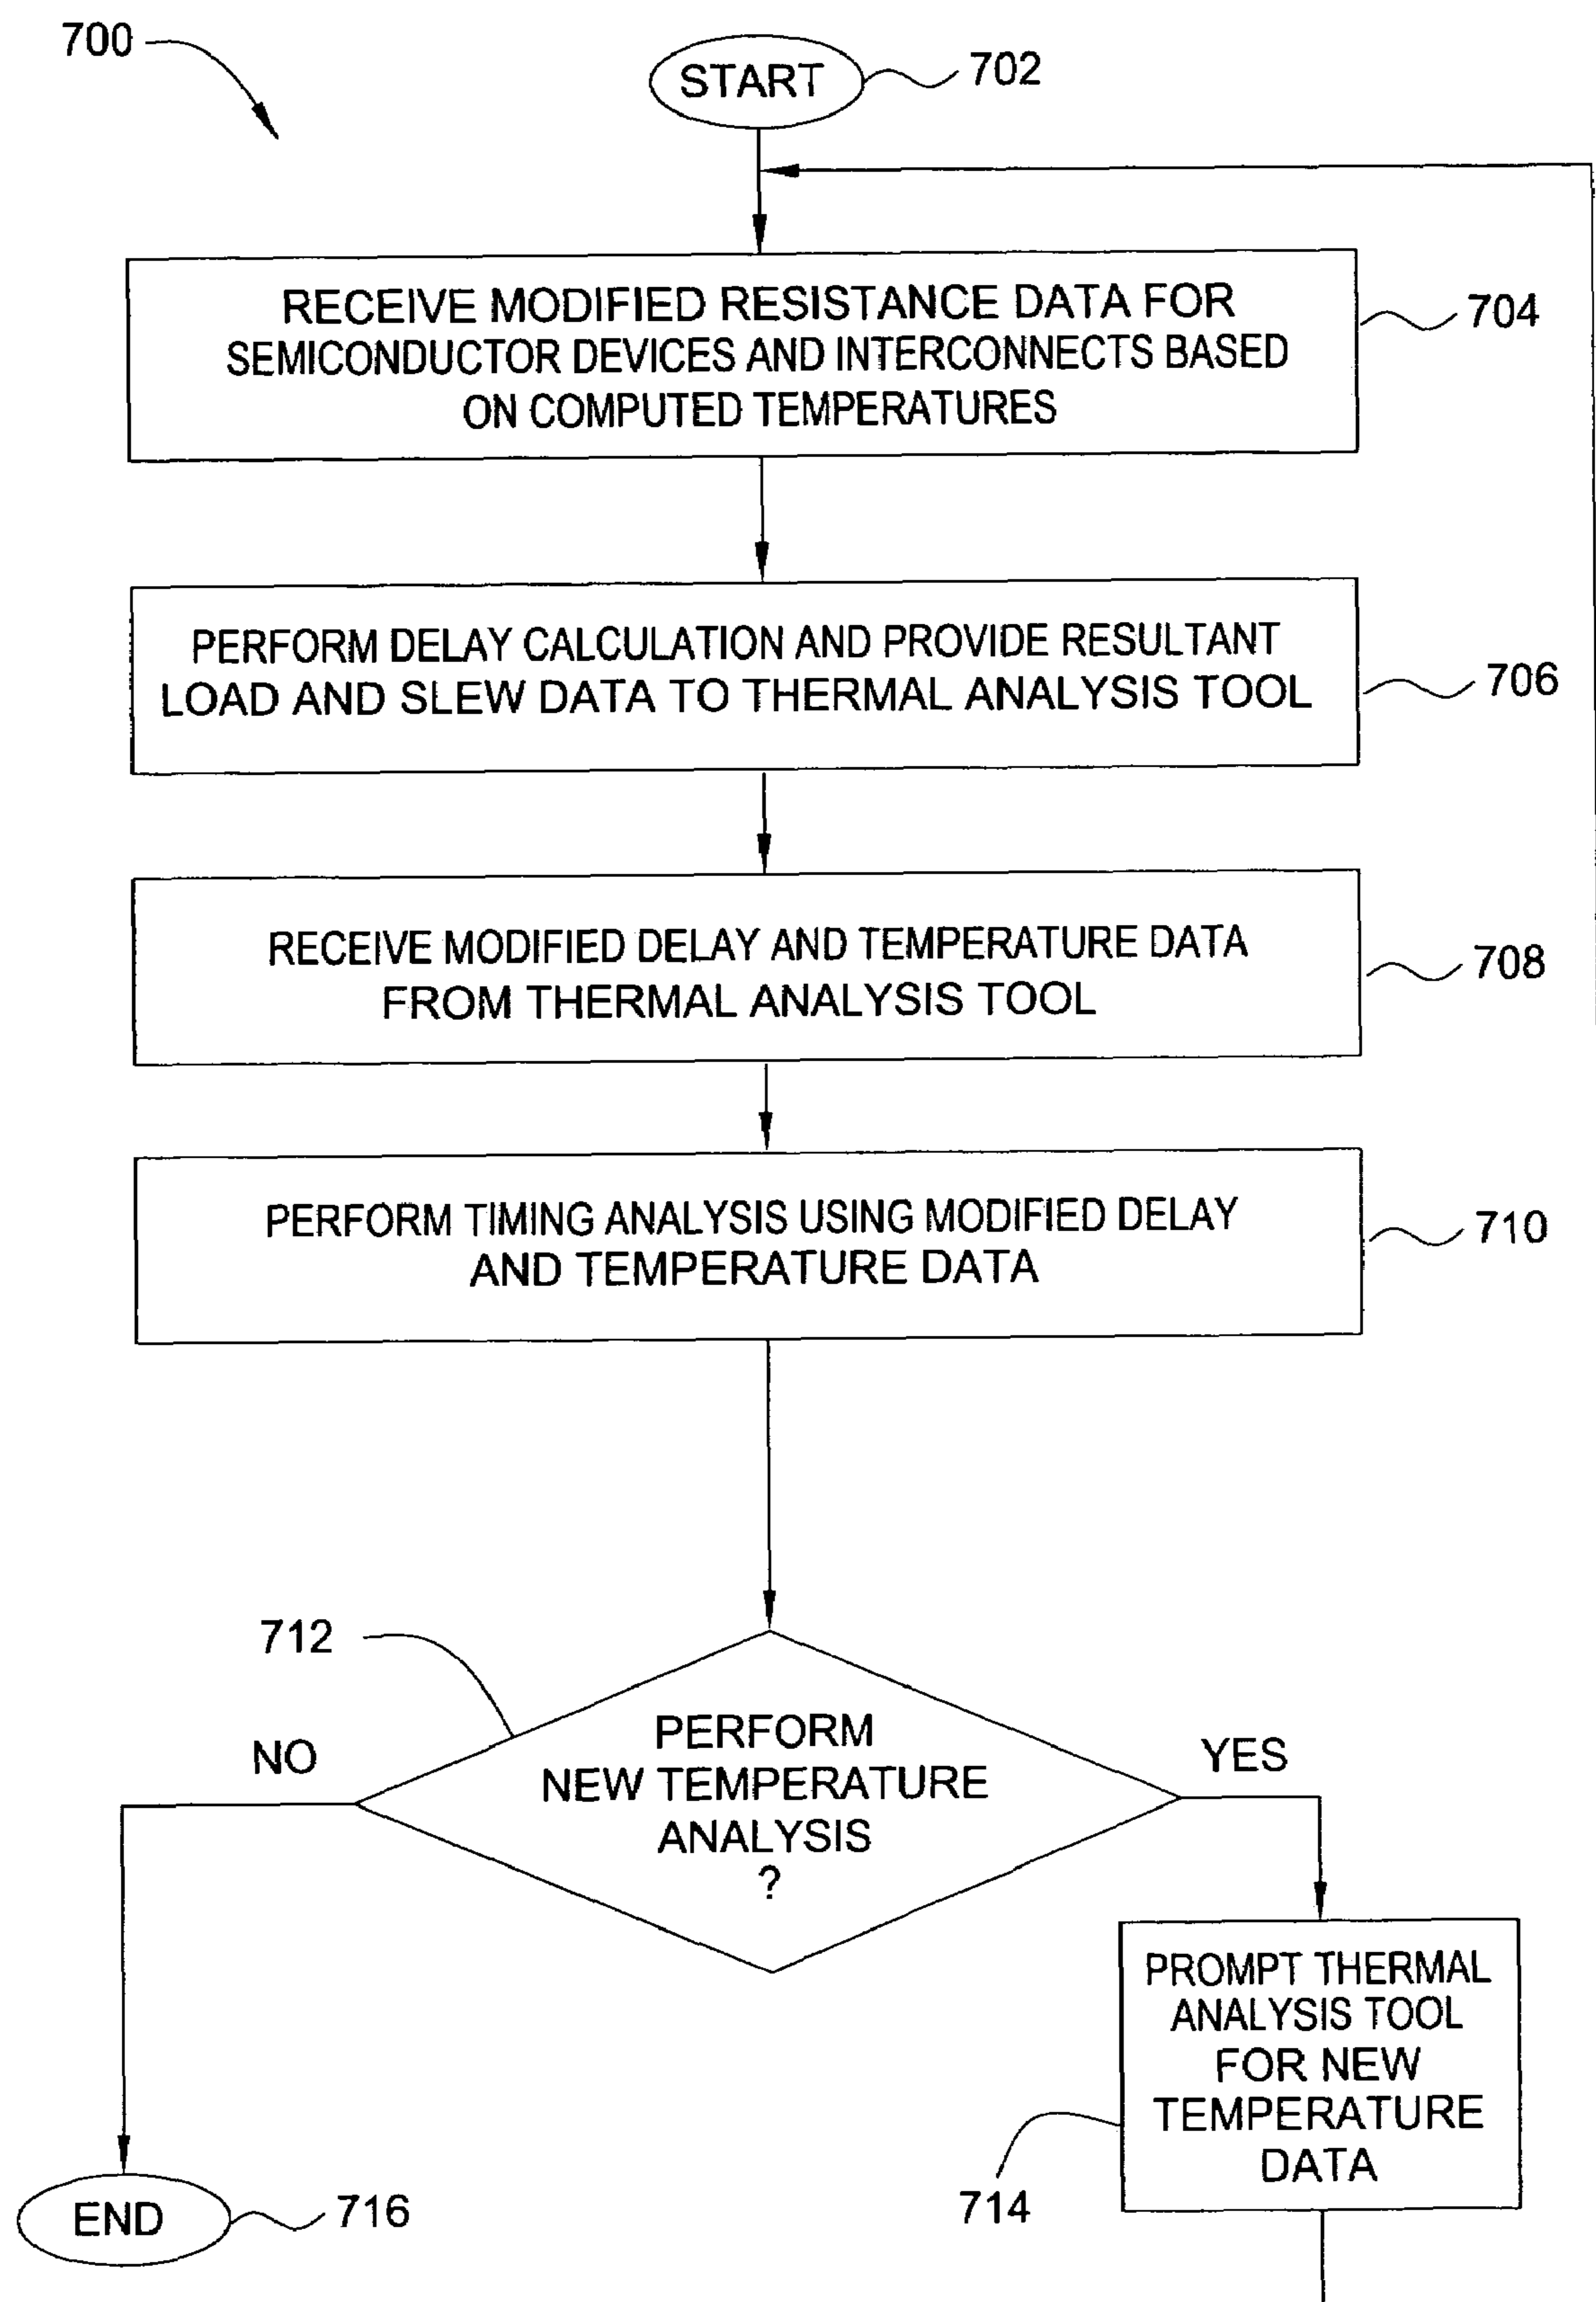 700
START
702
RECEIVE MODIFIED RESISTANCE DATA FOR
SEMICONDUCTOR DEVICES AND INTERCONNECTS BASED
ON COMPUTED TEMPERATURES
704
PERFORM DELAY CALCULATION AND PROVIDE RESULTANT
LOAD AND SLEW DATA TO THERMAL ANALYSIS TOOL
706
RECEIVE MODIFIED DELAY AND TEMPERATURE DATA
FROM THERMAL ANALYSIS TOOL
708
PERFORM TIMING ANALYSIS USING MODIFIED DELAY
AND TEMPERATURE DATA
710
712
NO
PERFORM
NEW TEMPERATURE
ANALYSIS
?
YES
PROMPT THERMAL
ANALYSIS TOOL
FOR NEW
TEMPERATURE
DATA
714
END
716